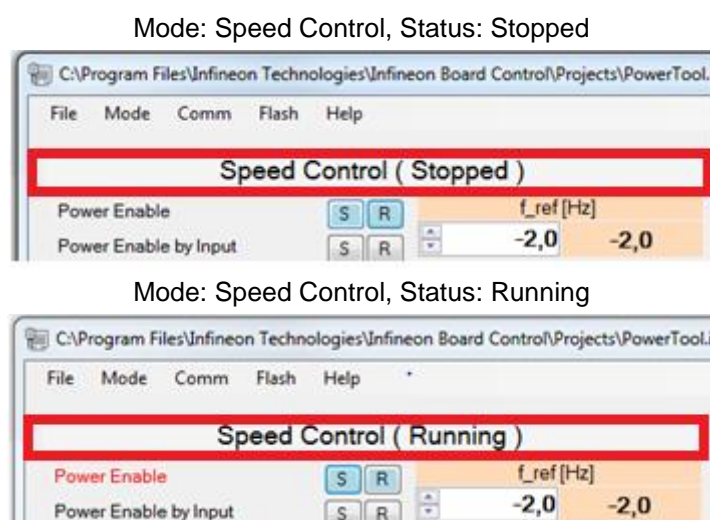 Mode: Speed Control, Status: Stopped
C:\Program Files\Infineon Technologies\Infineon Board Control\Projects\PowerTool.
File Mode Comm Flash Help
Speed Control ( Stopped )
Power Enable S R f_ref [Hz]
Power Enable by Input S R -2,0 -2,0
Mode: Speed Control, Status: Running
C:\Program Files\Infineon Technologies\Infineon Board Control\Projects\PowerTool.i
File Mode Comm Flash Help
Speed Control ( Running )
Power Enable S R f_ref [Hz]
Power Enable by Input S R -2,0 -2,0